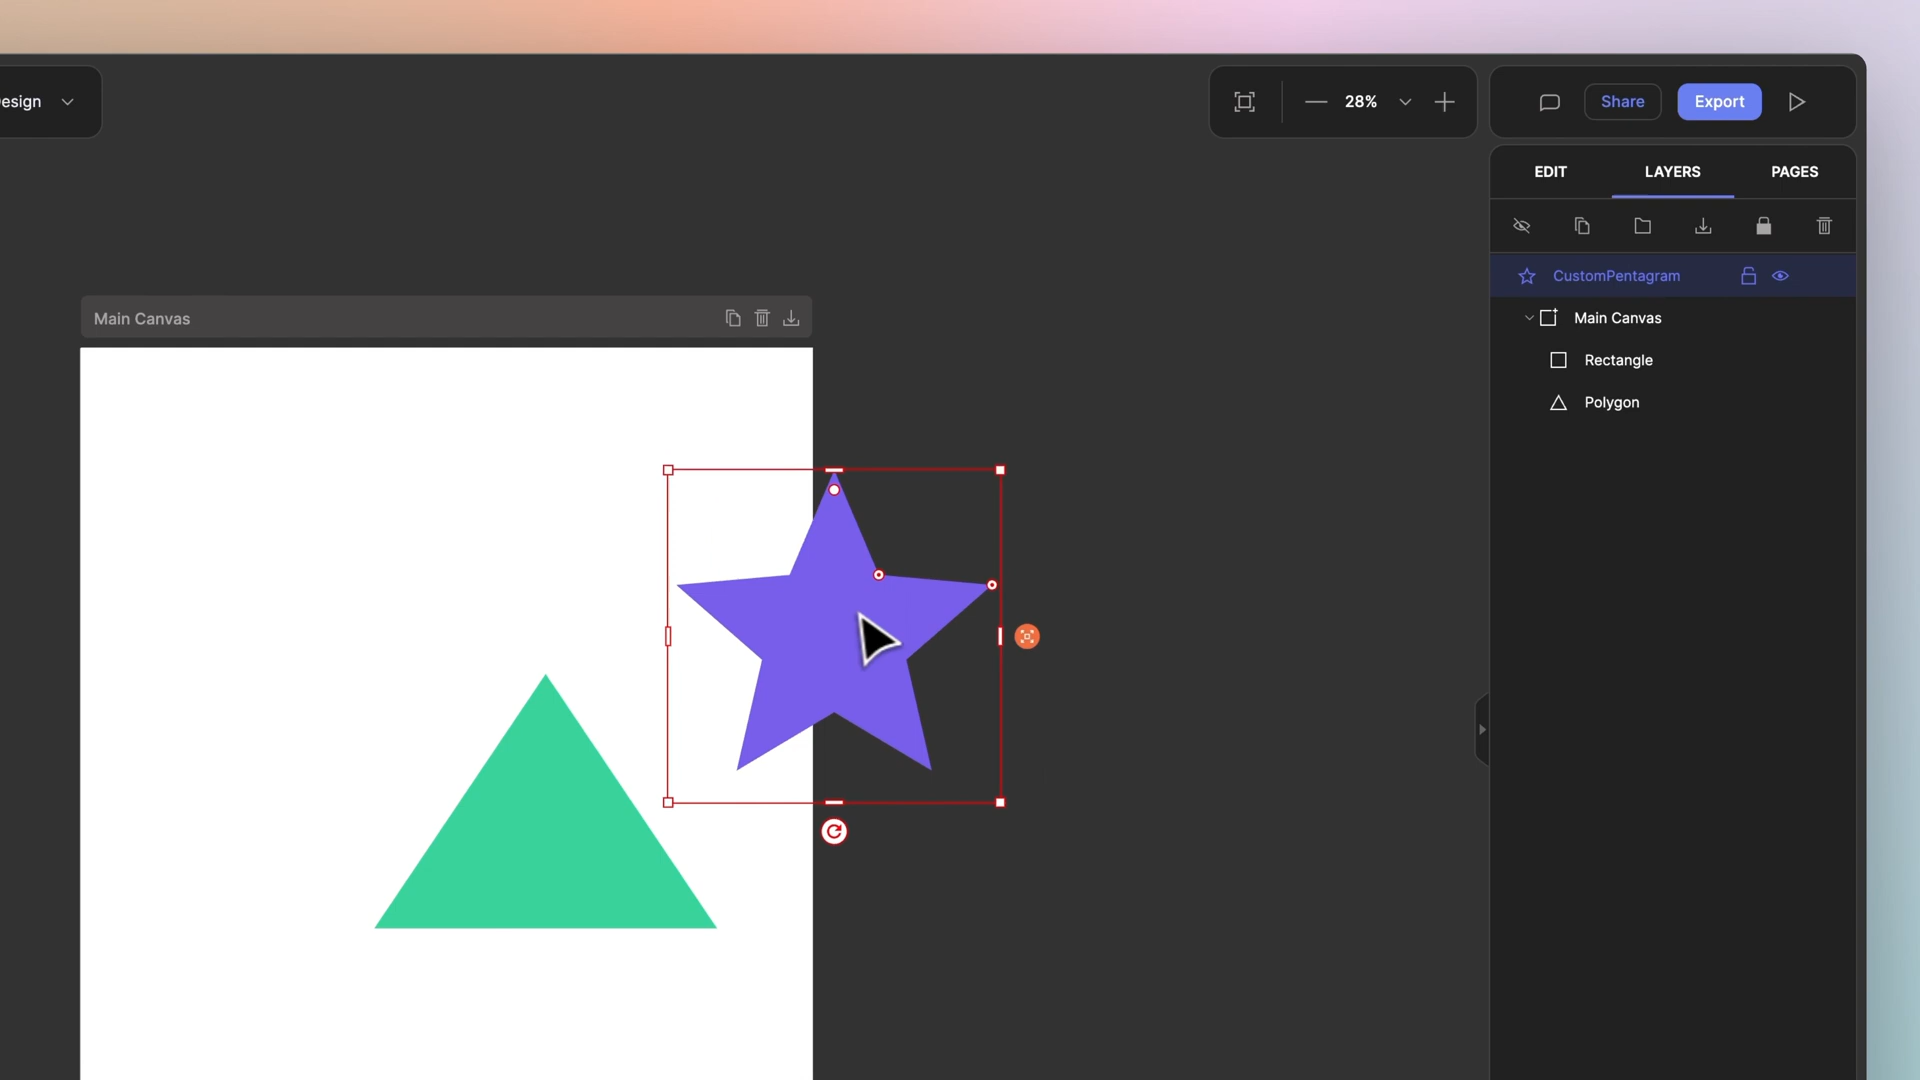 esign
28%
Share
Export
EDIT
LAYERS
PAGES
CustomPentagram
Main Canvas
Rectangle
Polygon
Main Canvas